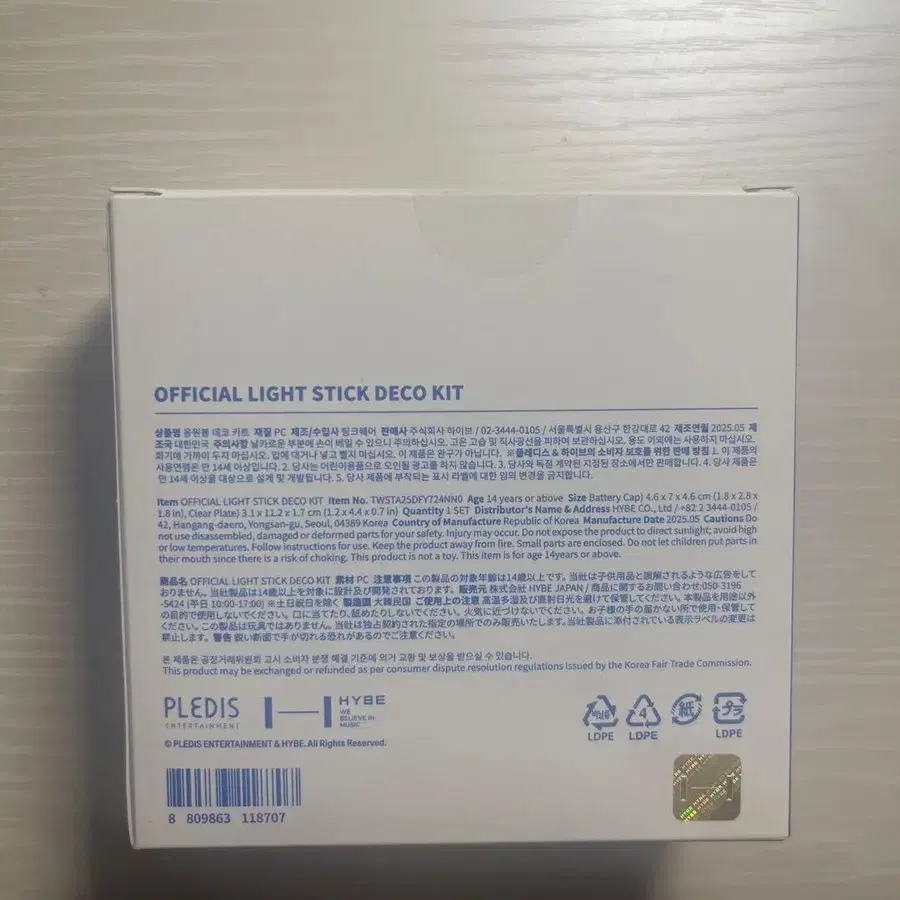 OFFICIAL LIGHT STICK DECO KIT
상품명 응원봉 데코 키트 재질 PC 제조/수입사 팅크웨어 판매사 주식회사 하이브 / 02-3444-0105 / 서울특별시 용산구 한강대로 42 제조연월 2025.05 제
조국 대한민국 주의사항 날카로운 부분에 손이 베일 수 있으니 주의하십시오. 고온 고습 및 직사광선을 피하여 보관하십시오. 용도 이외에는 사용하지 마십시오.
화기에 가까이 두지 마십시오. 입에 대거나 넣고 빨지 마십시오. 이 제품은 완구가 아닙니다. ※플레디스 & 하이브의 소비자 보호를 위한 판매 방침 1. 이 제품의
사용연령은 만 14세 이상입니다. 2. 당사는 어린이용품으로 오인될 광고를 하지 않습니다. 3. 당사와 독점 계약된 지정된 장소에서만 판매합니다. 4. 당사 제품은
만 14세 이상을 대상으로 설계 및 개발됩니다. 5. 당사 제품에 부착되는 표시 라벨에 대한 임의 변경을 금지합니다.
Item OFFICIAL LIGHT STICK DECO KIT Item No. TWSTA25DFY724NN0 Age 14 years or above Size Battery Cap) 4.6 x 7 x 4.6 cm (1.8 x 2.8 x
1.8 in), Clear Plate) 3.1 x 11.2 x 1.7 cm (1.2 x 4.4 x 0.7 in) Quantity 1 SET Distributor's Name & Address HYBE CO., Ltd / +82 2 3444-0105 /
42, Hangang-daero, Yongsan-gu, Seoul, 04389 Korea Country of Manufacture Republic of Korea Manufacture Date 2025.05 Cautions Do
not use disassembled, damaged or deformed parts for your safety. Injury may occur. Do not expose the product to direct sunlight; avoid high
or low temperatures. Follow instructions for use. Keep the product away from fire. Small parts are enclosed. Do not let children put parts in
their mouth since there is a risk of choking. This product is not a toy. This item is for age 14years or above.
商品名 OFFICIAL LIGHT STICK DECO KIT 素材 PC 注意事項 この製品の対象年齢は14歳以上です。当社は子供用品と誤解されるような広告をして
おりません。当社製品は14歳以上を対象に設計及び開発されております。販売元 株式会社 HYBE JAPAN / 商品に関するお問い合わせ:050-3196
-5424 (平日 10:00-17:00) ※土日祝日を除く 製造国 大韓民国 ご使用上の注意 高温多湿及び直射日光を避けて保管してください。本製品を用途以外
の目的で使用しないでください。口に当てたり、舐めたりしないでください。火気に近づけないでください。お子様の手の届かない所で使用・保管して
ください。この製品は玩具ではありません。当社は独占契約された指定の場所でのみ販売いたします。当社製品に添付されている表示ラベルの変更は
禁止します。警告 鋭い断面で手が切れる恐れがあるのでご注意ください。
본 제품은 공정거래위원회 고시 소비자 분쟁 해결 기준에 의거 교환 및 보상을 받으실 수 있습니다.
This product may be exchanged or refunded as per consumer dispute resolution regulations issued by the Korea Fair Trade Commission.
PLEDIS
ENTERTAINMENT
HYBE
WE
BELIEVE IN
MUSIC
© PLEDIS ENTERTAINMENT & HYBE. All Rights Reserved.
비닐류
LDPE
4
LDPE
紙
プラ
LDPE
8 809863 118707
HYBE